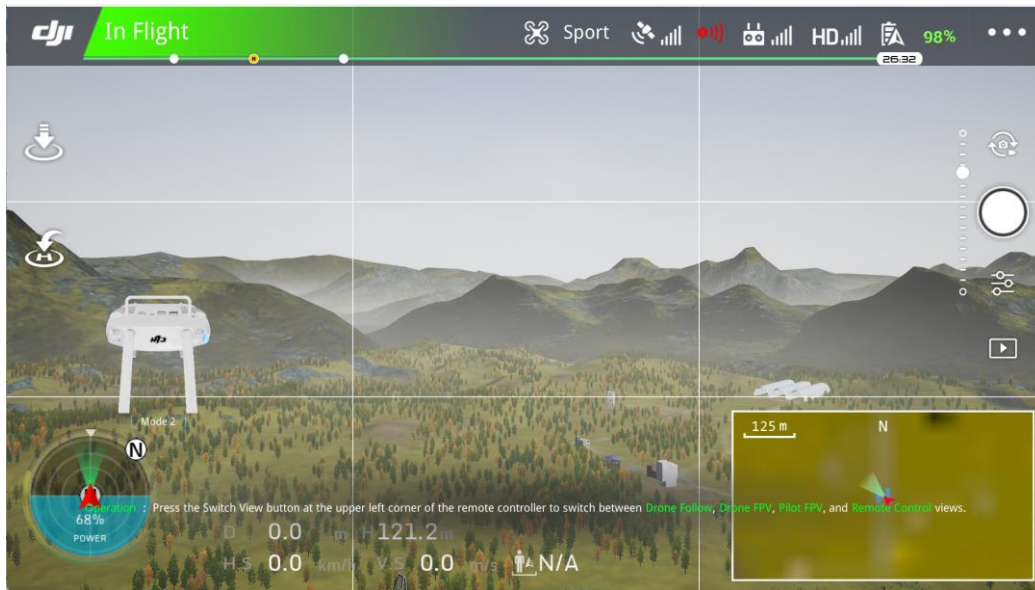 dji
In Flight
Sport
HD
98%
26:32
dji
Mode 2
N
68%
POWER
125 m
N
Operation : Press the Switch View button at the upper left corner of the remote controller to switch between Drone Follow, Drone FPV, Pilot FPV, and Remote Control views.
D 0.0 m H 121.2 m
H.S 0.0 km/h V.S 0.0 m/s N/A